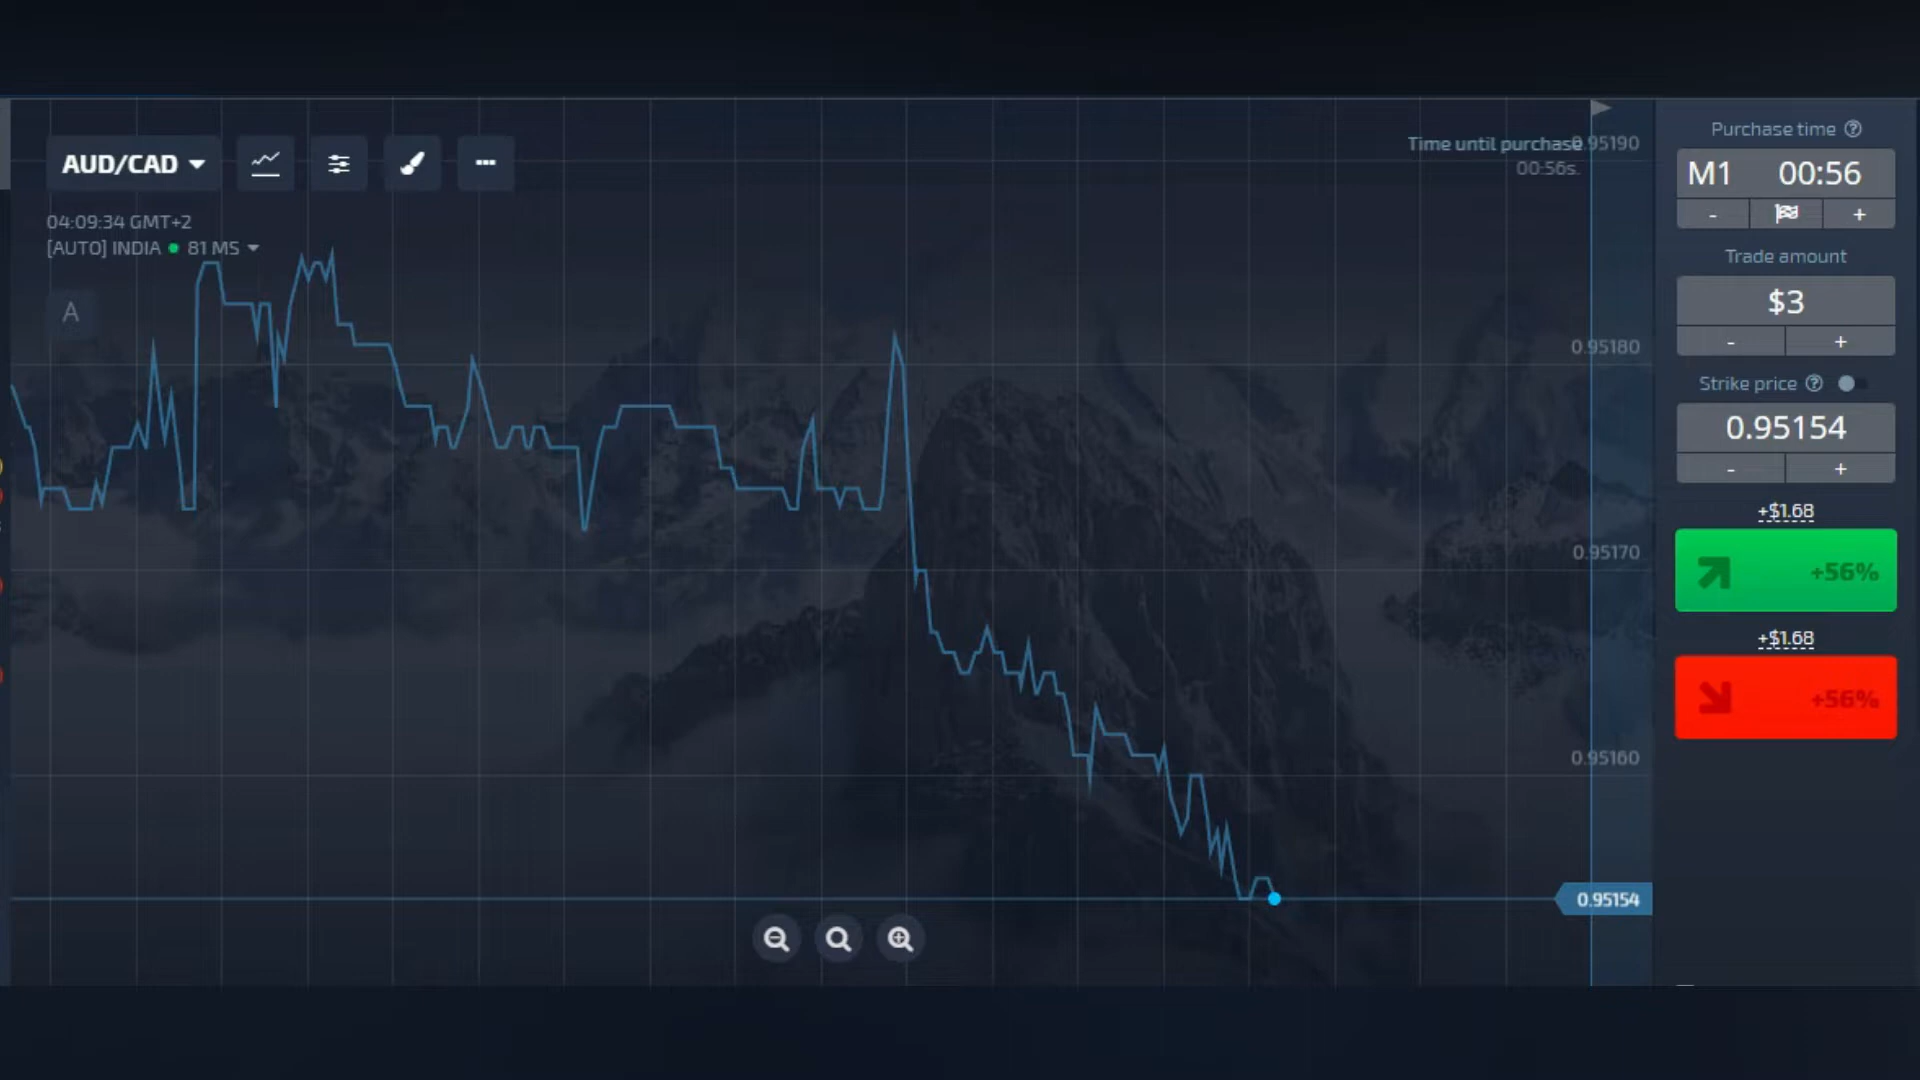 AUD/CAD
04:09:34 GMT+2
[AUTO] INDIA 81 MS
A
Time until purchase
00:56s.
0.95190
0.95180
0.95170
0.95160
0.95154
Purchase time ?
M1 00:56
- +
Trade amount
$3
- +
Strike price ?
0.95154
- +
+$1.68
+56%
+$1.68
+56%